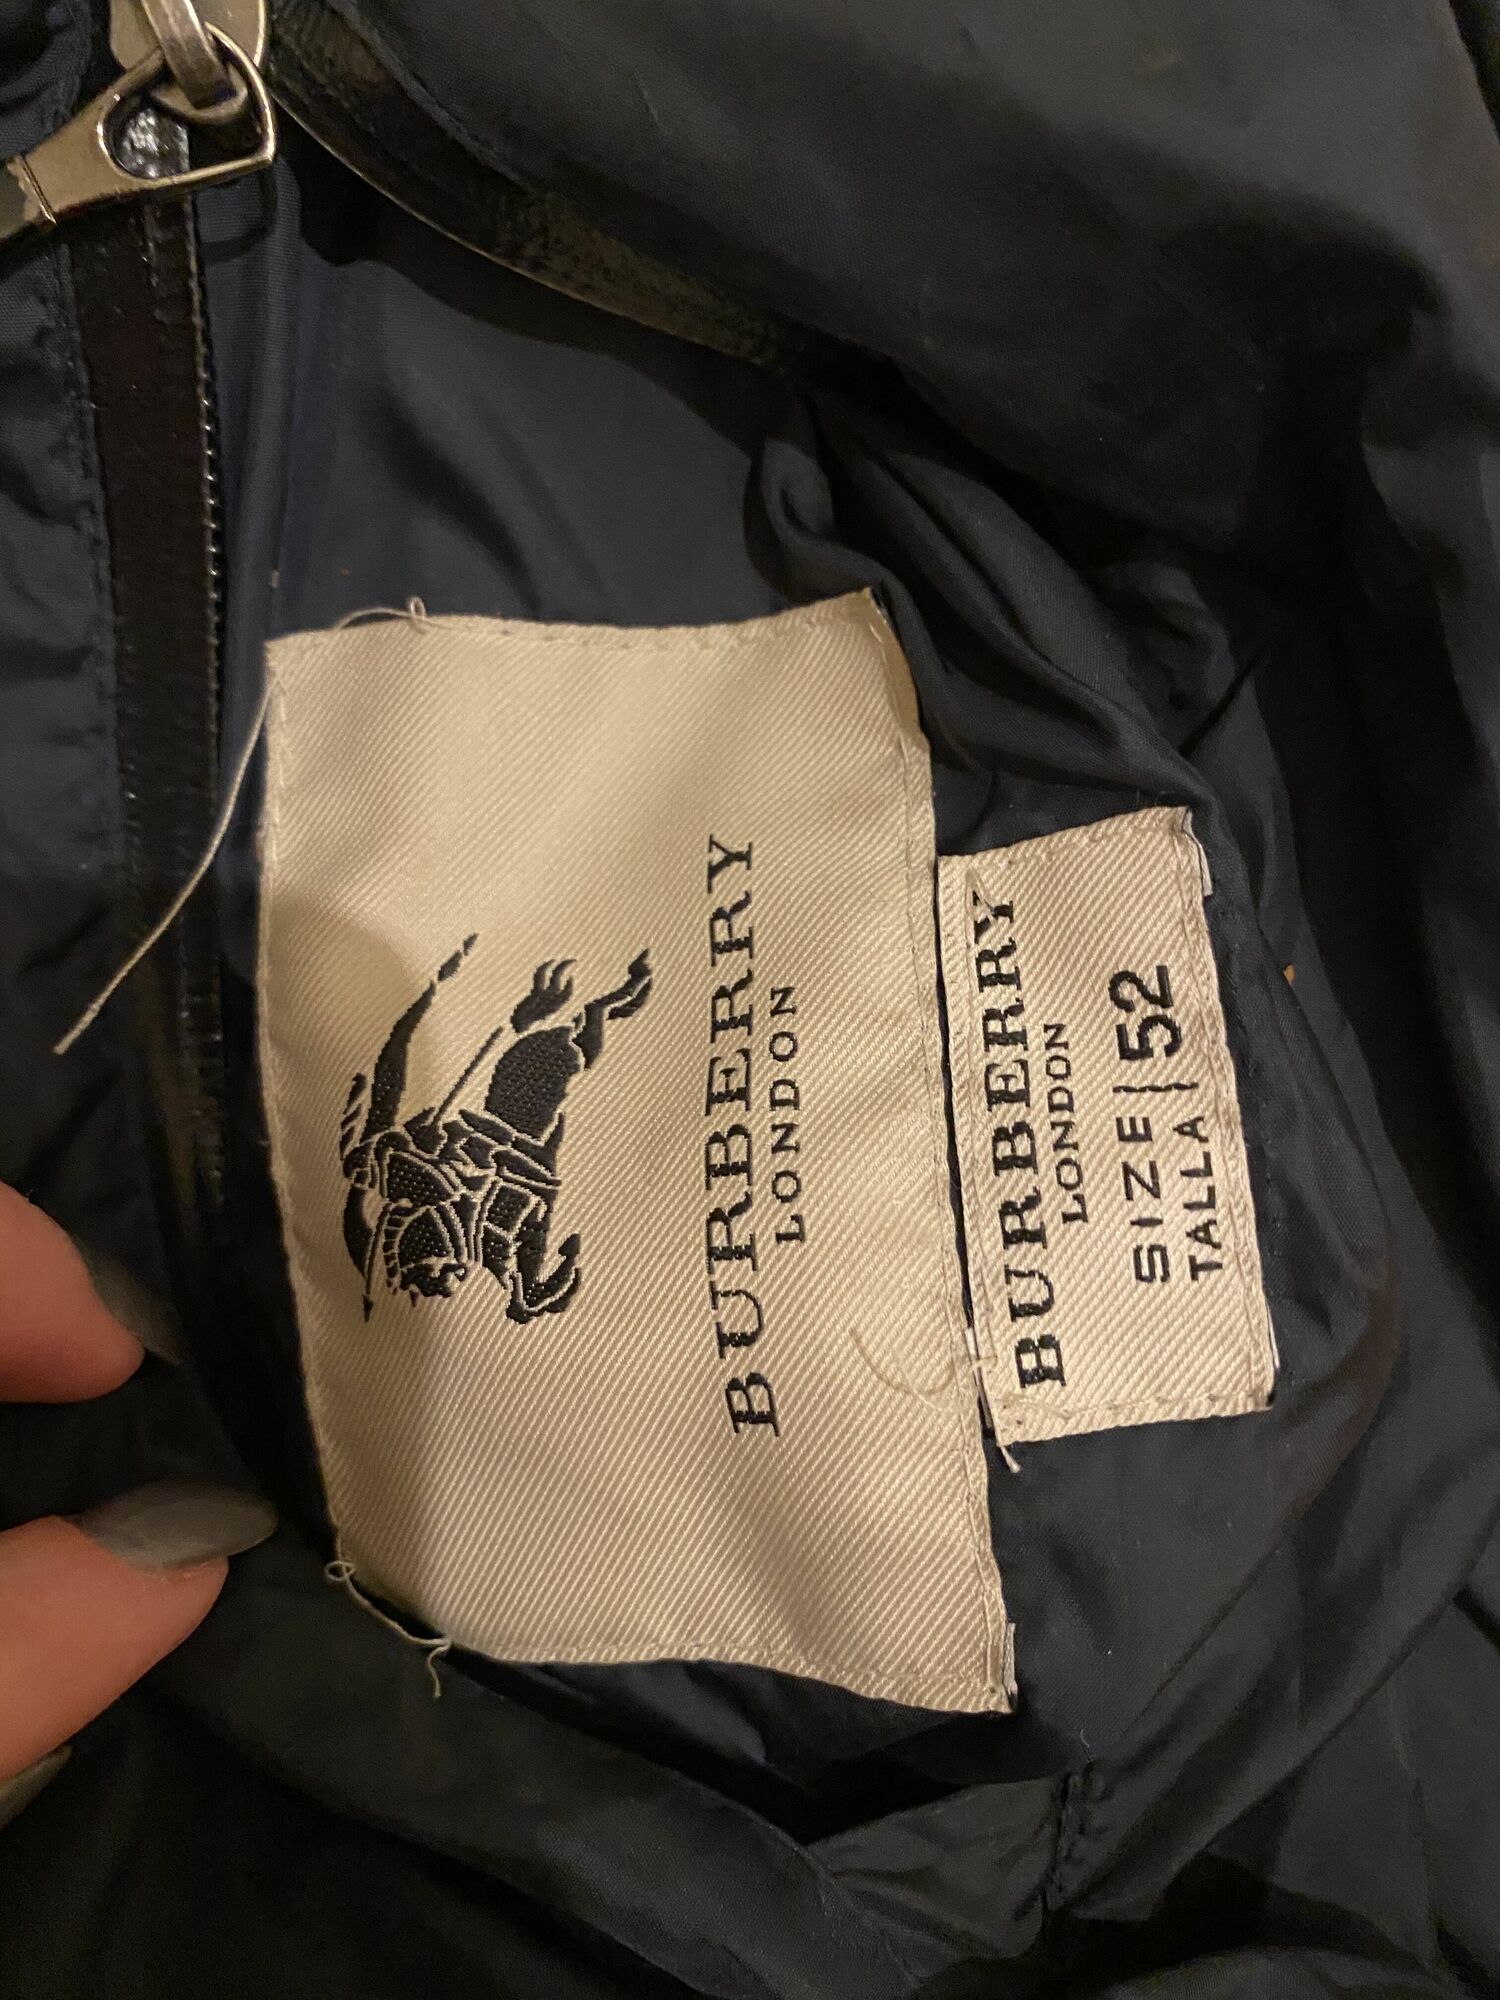 BURBERRY
LONDON
BURBERRY
LONDON
SIZE | 52
TALLA